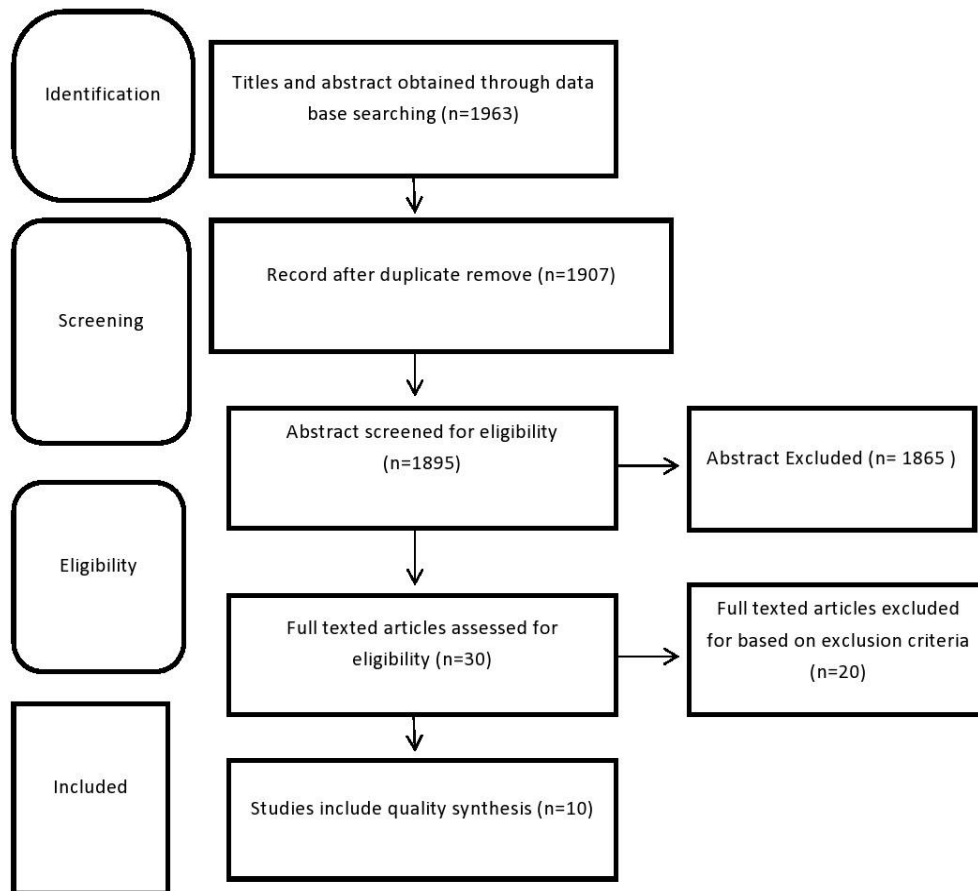 Identification
Titles and abstract obtained through data
base searching (n=1963)
Record after duplicate remove (n=1907)
Screening
Abstract screened for eligibility
(n=1895)
Abstract Excluded (n= 1865 )
Eligibility
Full texted articles assessed for
eligibility (n=30)
Full texted articles excluded
for based on exclusion criteria
(n=20)
Included
Studies include quality synthesis (n=10)